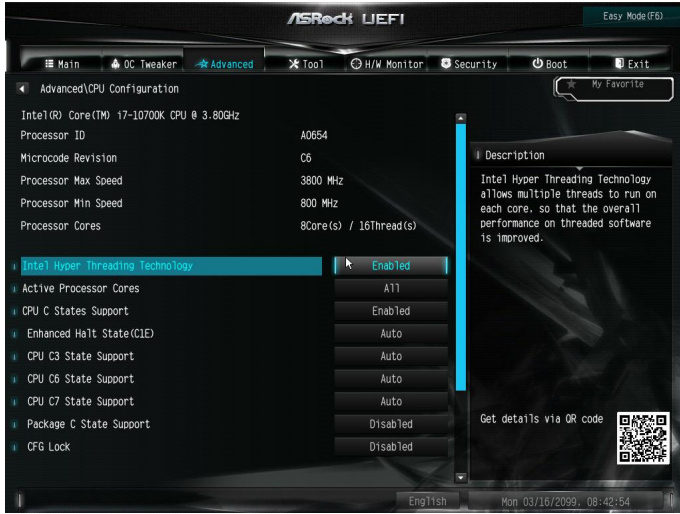 ASRock UEFI
Easy Mode(F6)
Main
OC Tweaker
Advanced
Tool
H/W Monitor
Security
Boot
Exit
Advanced\CPU Configuration
My Favorite
Intel(R) Core(TM) i7-10700K CPU @ 3.80GHz
Processor ID A0654
Microcode Revision C6
Processor Max Speed 3800 MHz
Processor Min Speed 800 MHz
Processor Cores 8Core(s) / 16Thread(s)
Intel Hyper Threading Technology Enabled
Active Processor Cores All
CPU C States Support Enabled
Enhanced Halt State(C1E) Auto
CPU C3 State Support Auto
CPU C6 State Support Auto
CPU C7 State Support Auto
Package C State Support Disabled
CFG Lock Disabled
Description
Intel Hyper Threading Technology
allows multiple threads to run on
each core. so that the overall
performance on threaded software
is improved.
Get details via QR code
English
Mon 03/16/2099. 08:42:54